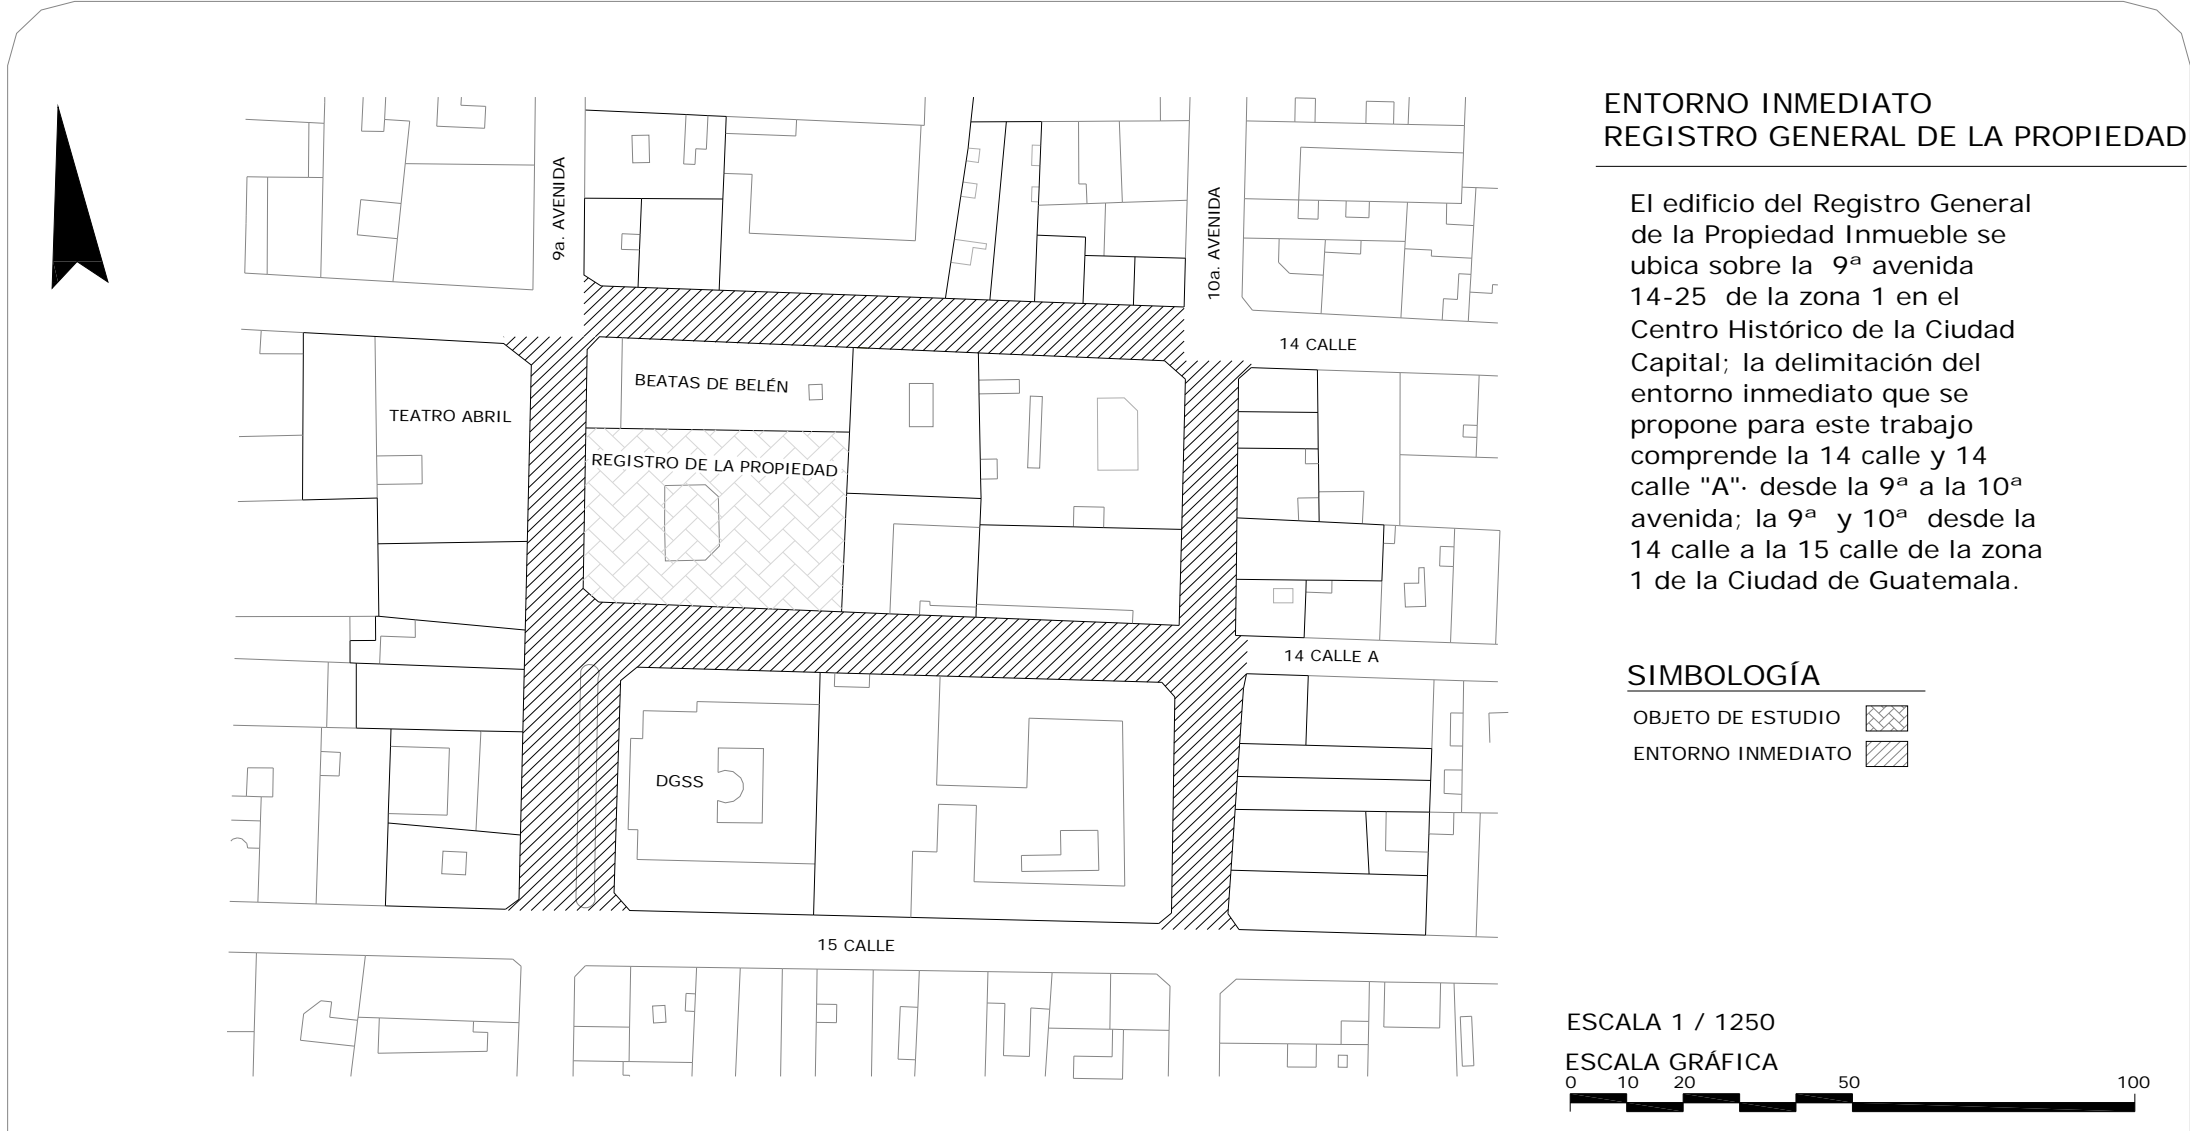 ENTORNO INMEDIATO
REGISTRO GENERAL DE LA PROPIEDAD
El edificio del Registro General
de la Propiedad Inmueble se
ubica sobre la 9ª avenida
14-25 de la zona 1 en el
Centro Histórico de la Ciudad
Capital; la delimitación del
entorno inmediato que se
propone para este trabajo
comprende la 14 calle y 14
calle "A"· desde la 9ª a la 10ª
avenida; la 9ª y 10ª desde la
14 calle a la 15 calle de la zona
1 de la Ciudad de Guatemala.
SIMBOLOGÍA
OBJETO DE ESTUDIO
ENTORNO INMEDIATO
9a. AVENIDA
10a. AVENIDA
14 CALLE
BEATAS DE BELÉN
TEATRO ABRIL
REGISTRO DE LA PROPIEDAD
14 CALLE A
DGSS
15 CALLE
ESCALA 1 / 1250
ESCALA GRÁFICA
0 10 20 50 100